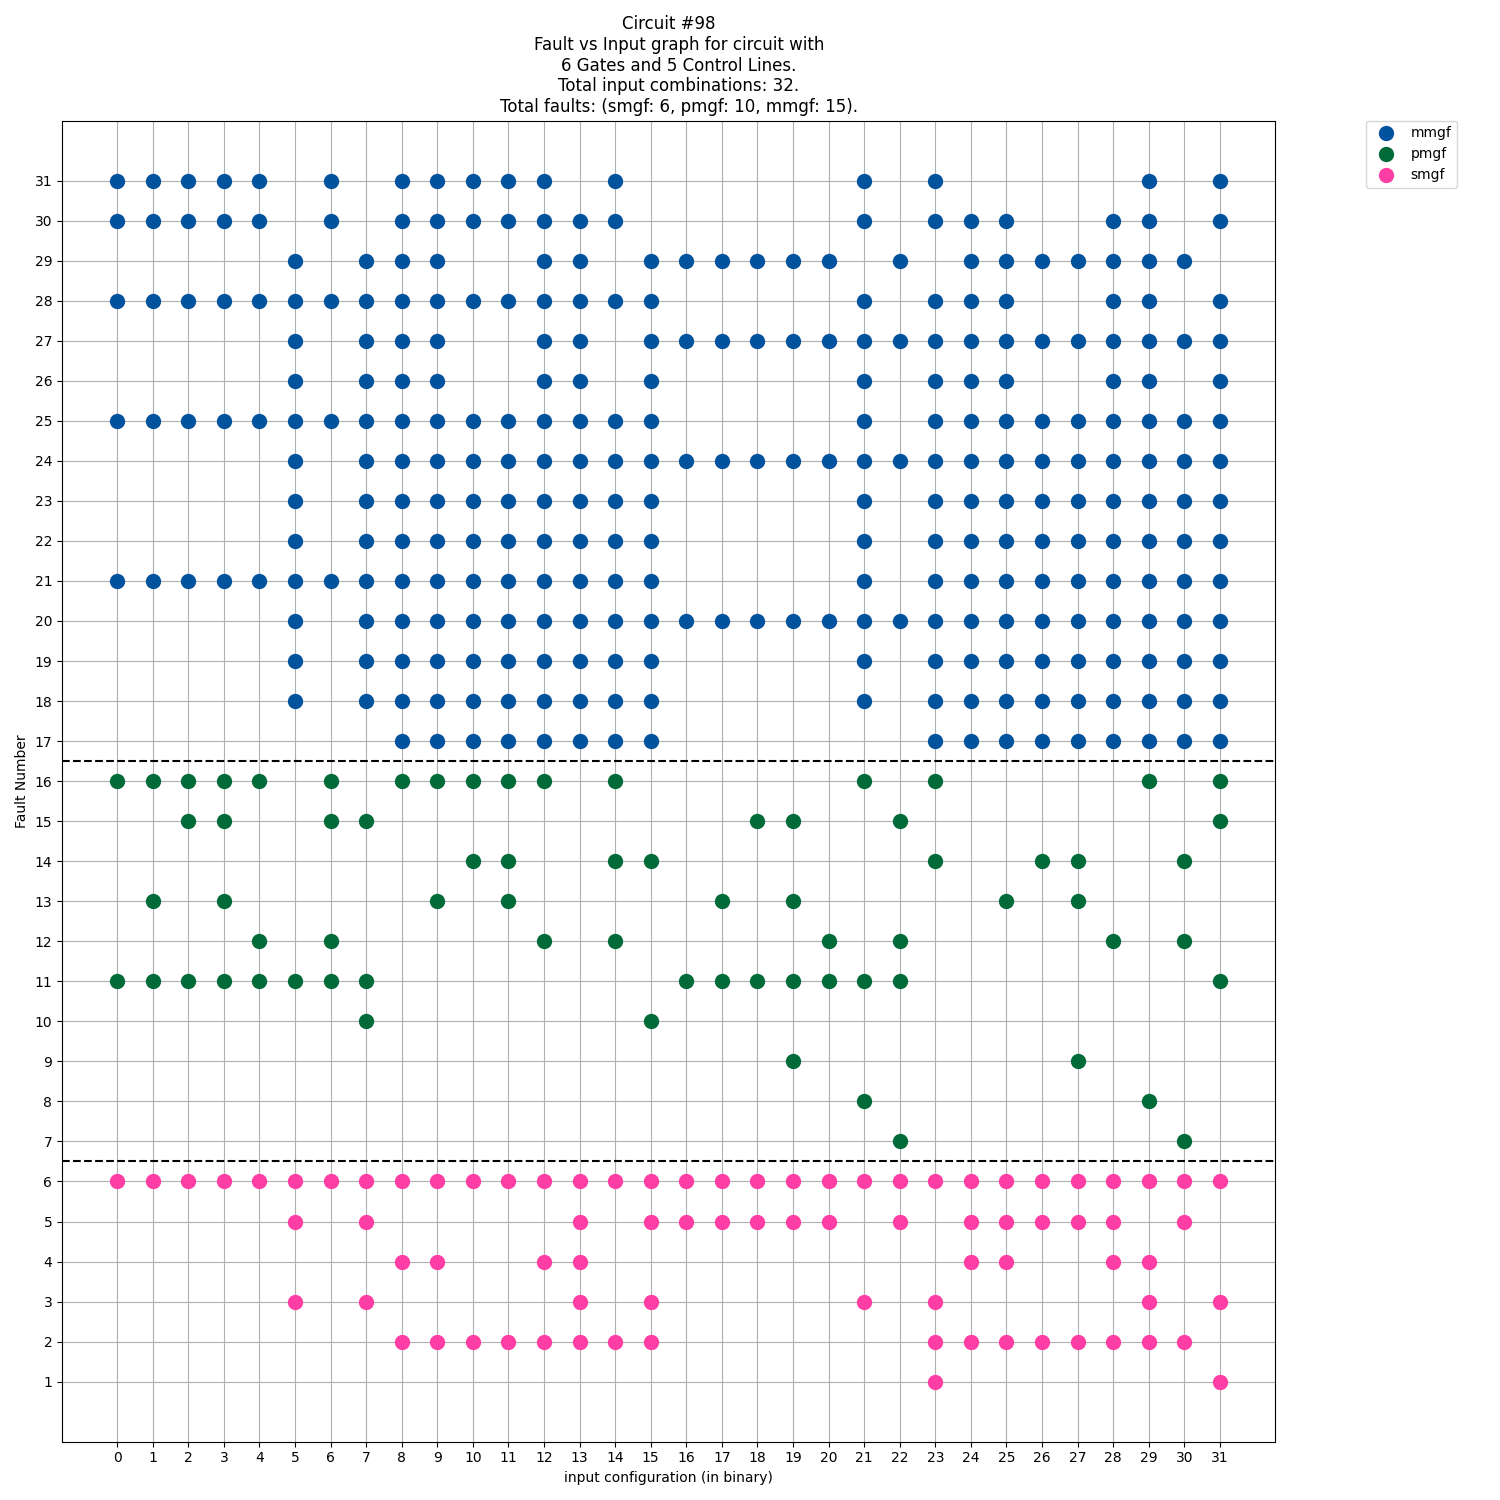 Circuit #98
Fault vs Input graph for circuit with
6 Gates and 5 Control Lines.
Total input combinations: 32.
Total faults: (smgf: 6, pmgf: 10, mmgf: 15).
mmgf
pmgf
smgf
Fault Number
31
30
29
28
27
26
25
24
23
22
21
20
19
18
17
16
15
14
13
12
11
10
9
8
7
6
5
4
3
2
1
0 1 2 3 4 5 6 7 8 9 10 11 12 13 14 15 16 17 18 19 20 21 22 23 24 25 26 27 28 29 30 31
input configuration (in binary)